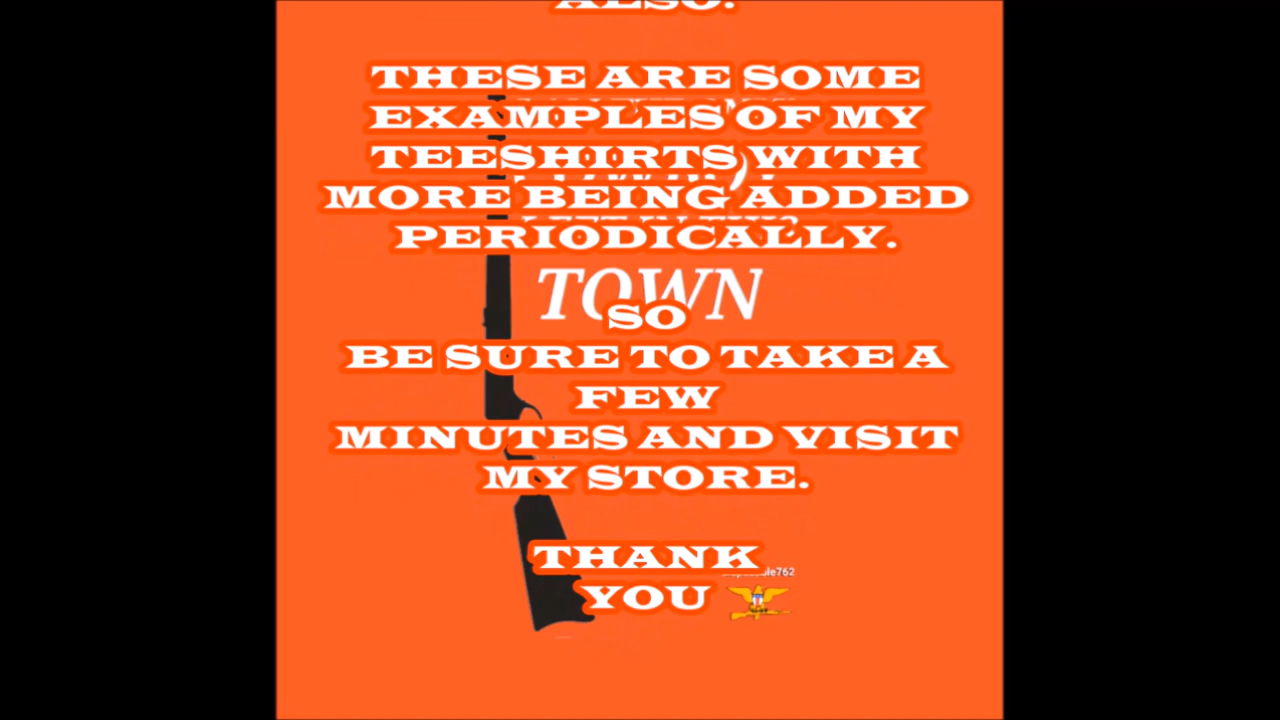 ALSO.
THESE ARE SOME
EXAMPLES OF MY
TEESHIRTS WITH
MORE BEING ADDED
PERIODICALLY.
TOWN
SO
BE SURE TO TAKE A
FEW
MINUTES AND VISIT
MY STORE.
THANK
YOU